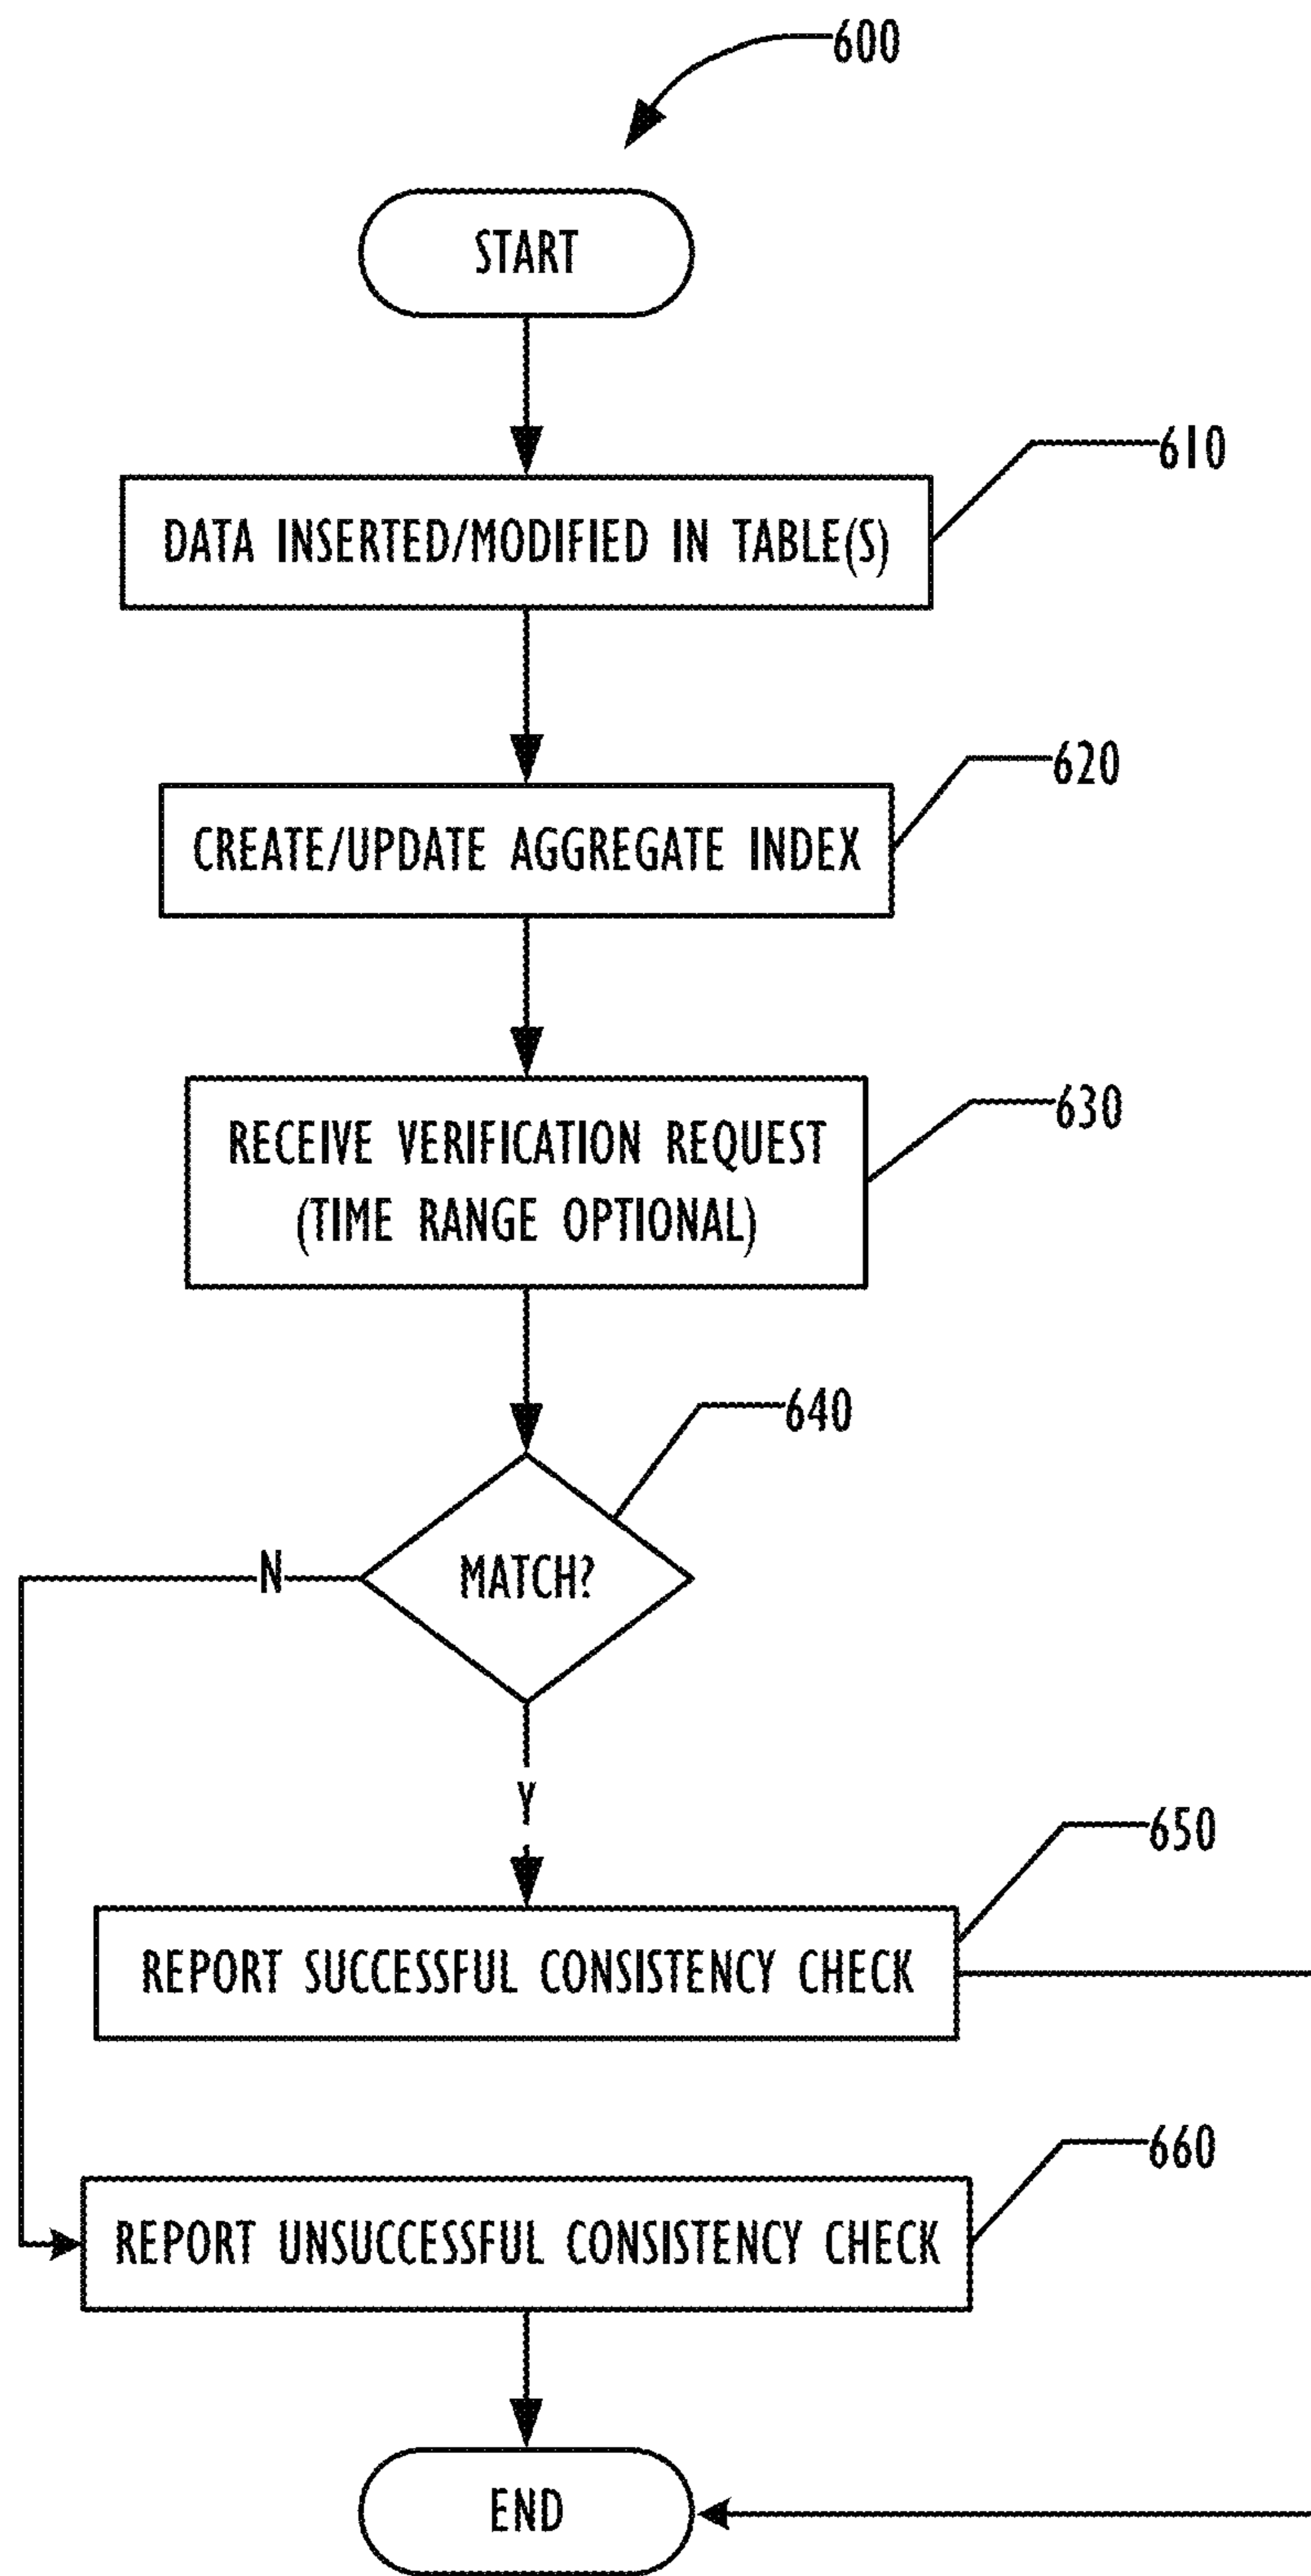 600
START
610
DATA INSERTED/MODIFIED IN TABLE(S)
620
CREATE/UPDATE AGGREGATE INDEX
630
RECEIVE VERIFICATION REQUEST
(TIME RANGE OPTIONAL)
640
MATCH?
N
Y
650
REPORT SUCCESSFUL CONSISTENCY CHECK
660
REPORT UNSUCCESSFUL CONSISTENCY CHECK
END